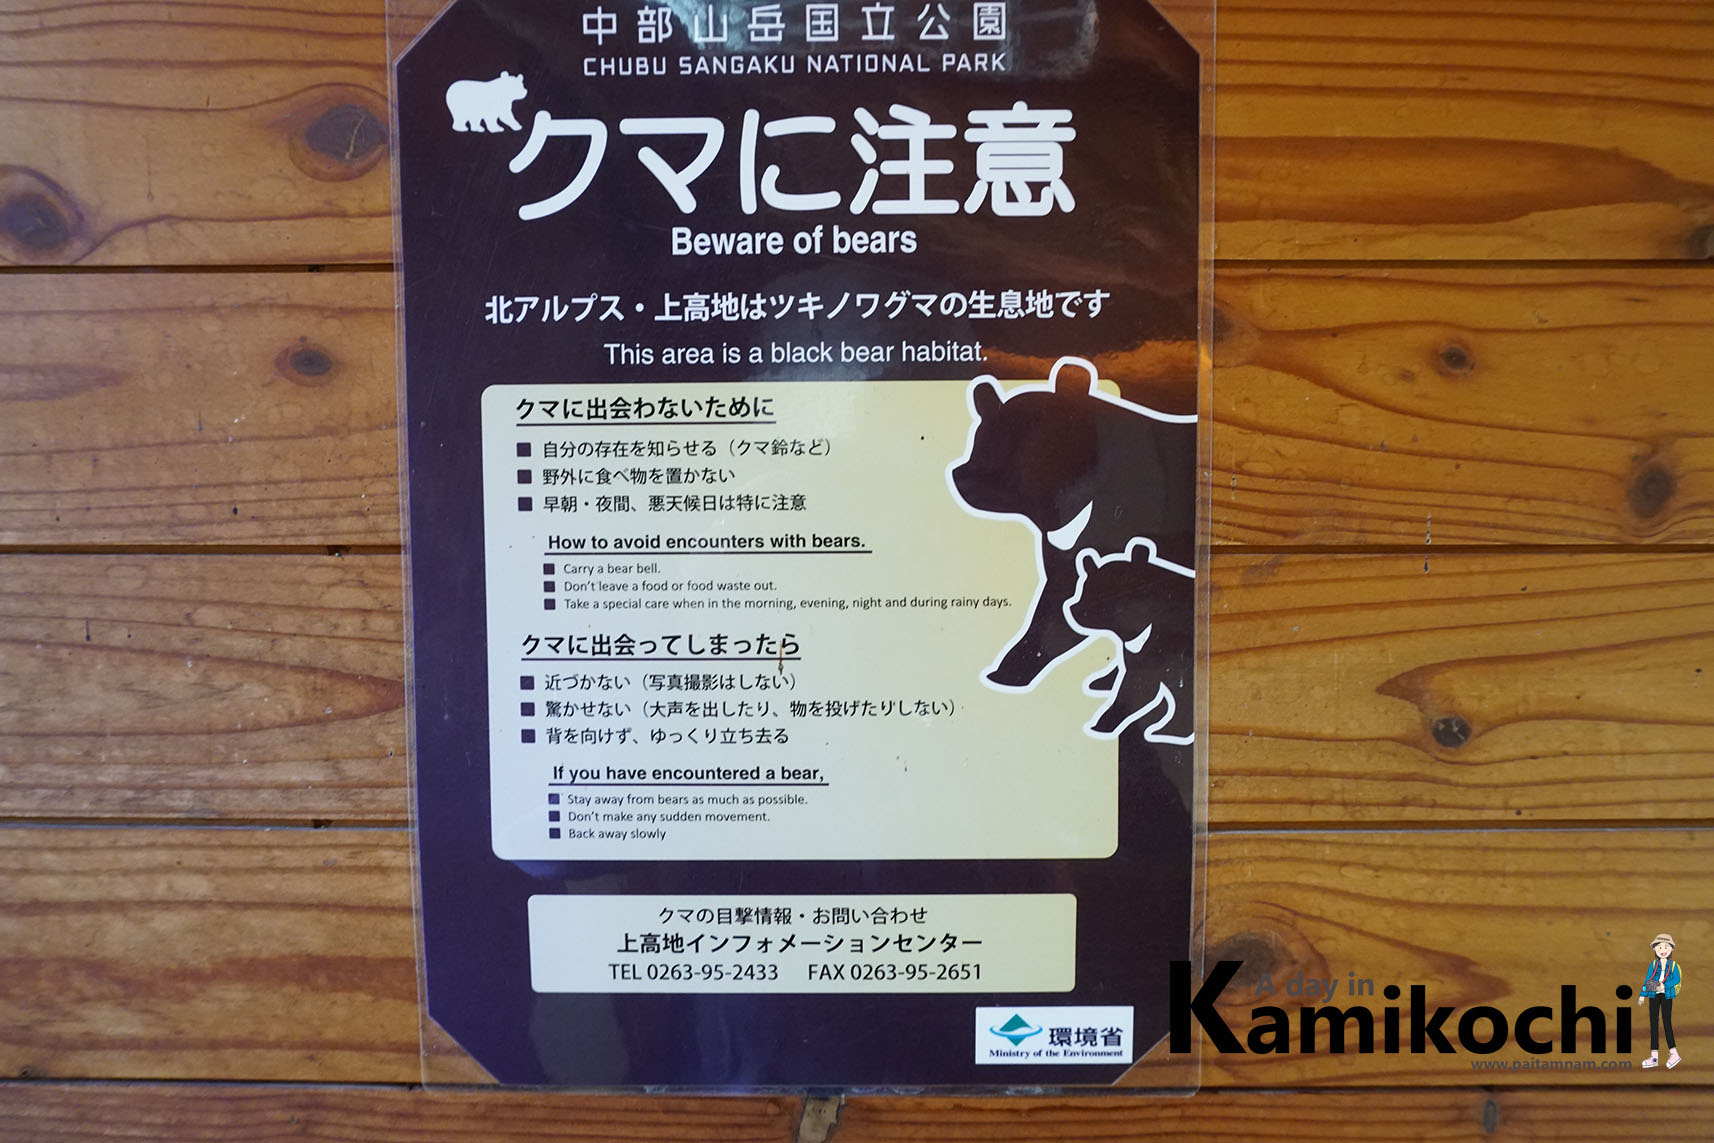 中部山岳国立公園
CHUBU SANGAKU NATIONAL PARK
クマに注意
Beware of bears
北アルプス・上高地はツキノワグマの生息地です
This area is a black bear habitat.
クマに出会わないために
■ 自分の存在を知らせる（クマ鈴など）
■ 野外に食べ物を置かない
■ 早朝・夜間、悪天候日は特に注意
How to avoid encounters with bears.
■ Carry a bear bell.
■ Don't leave a food or food waste out.
■ Take a special care when in the morning, evening, night and during rainy days.
クマに出会ってしまったら
■ 近づかない（写真撮影はしない）
■ 驚かせない（大声を出したり、物を投げたりしない）
■ 背を向けず、ゆっくり立ち去る
If you have encountered a bear,
■ Stay away from bears as much as possible.
■ Don't make any sudden movement.
■ Back away slowly
クマの目撃情報・お問い合わせ
上高地インフォメーションセンター
TEL 0263-95-2433 FAX 0263-95-2651
環境省
Ministry of the Environment
A day in
Kamikochi
www.paitamnam.com